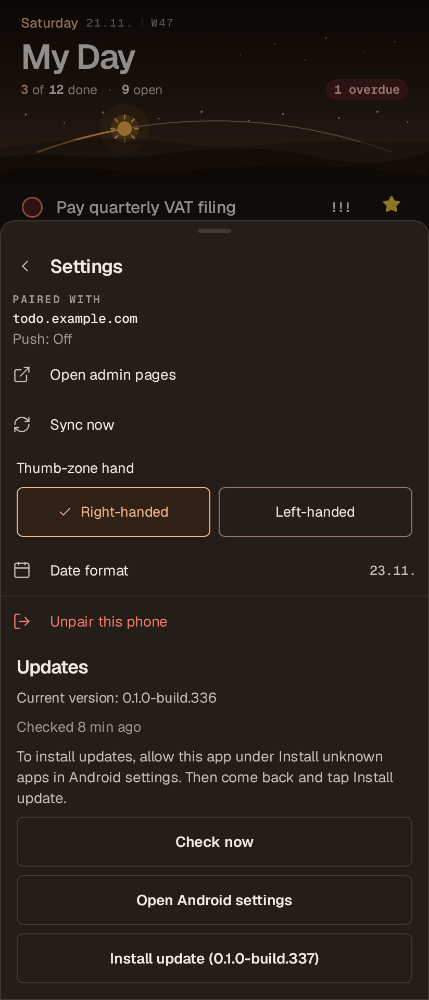 Saturday 21.11. | W47
My Day
3 of 12 done · 9 open
1 overdue
Pay quarterly VAT filing !!!
Settings
PAIRED WITH
todo.example.com
Push: Off
Open admin pages
Sync now
Thumb-zone hand
Right-handed
Left-handed
Date format 23.11.
Unpair this phone
Updates
Current version: 0.1.0-build.336
Checked 8 min ago
To install updates, allow this app under Install unknown
apps in Android settings. Then come back and tap Install
update.
Check now
Open Android settings
Install update (0.1.0-build.337)